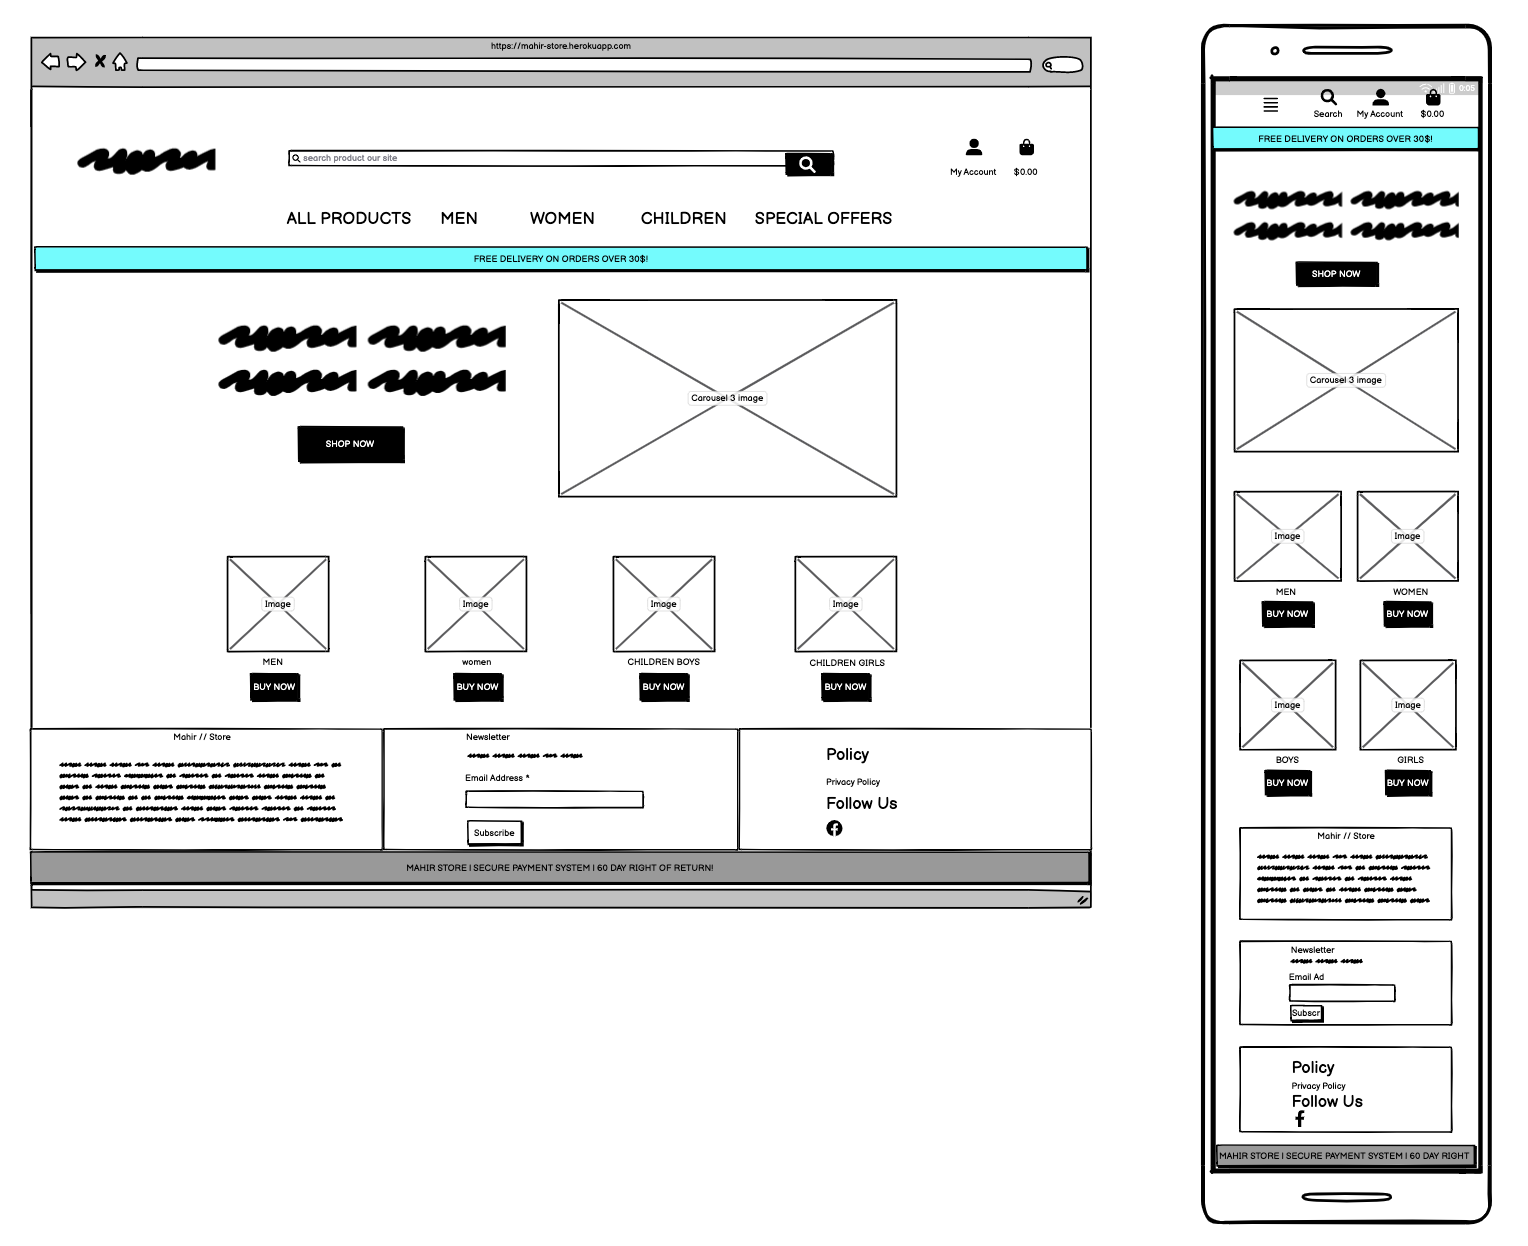 https://mahir-store.herokuapp.com
search product our site
My Account
$0.00
ALL PRODUCTS MEN WOMEN CHILDREN SPECIAL OFFERS
FREE DELIVERY ON ORDERS OVER 30$!
SHOP NOW
Carousel 3 image
Image Image Image Image
MEN women CHILDREN BOYS CHILDREN GIRLS
BUY NOW BUY NOW BUY NOW BUY NOW
Mahir // Store
Newsletter
Email Address *
Subscribe
Policy
Privacy Policy
Follow Us
MAHIR STORE | SECURE PAYMENT SYSTEM | 60 DAY RIGHT OF RETURN!
0:05
Search My Account $0.00
FREE DELIVERY ON ORDERS OVER 30$!
SHOP NOW
Carousel 3 image
Image Image
MEN WOMEN
BUY NOW BUY NOW
Image Image
BOYS GIRLS
BUY NOW BUY NOW
Mahir // Store
Newsletter
Email Ad
Subscr
Policy
Privacy Policy
Follow Us
MAHIR STORE | SECURE PAYMENT SYSTEM | 60 DAY RIGHT